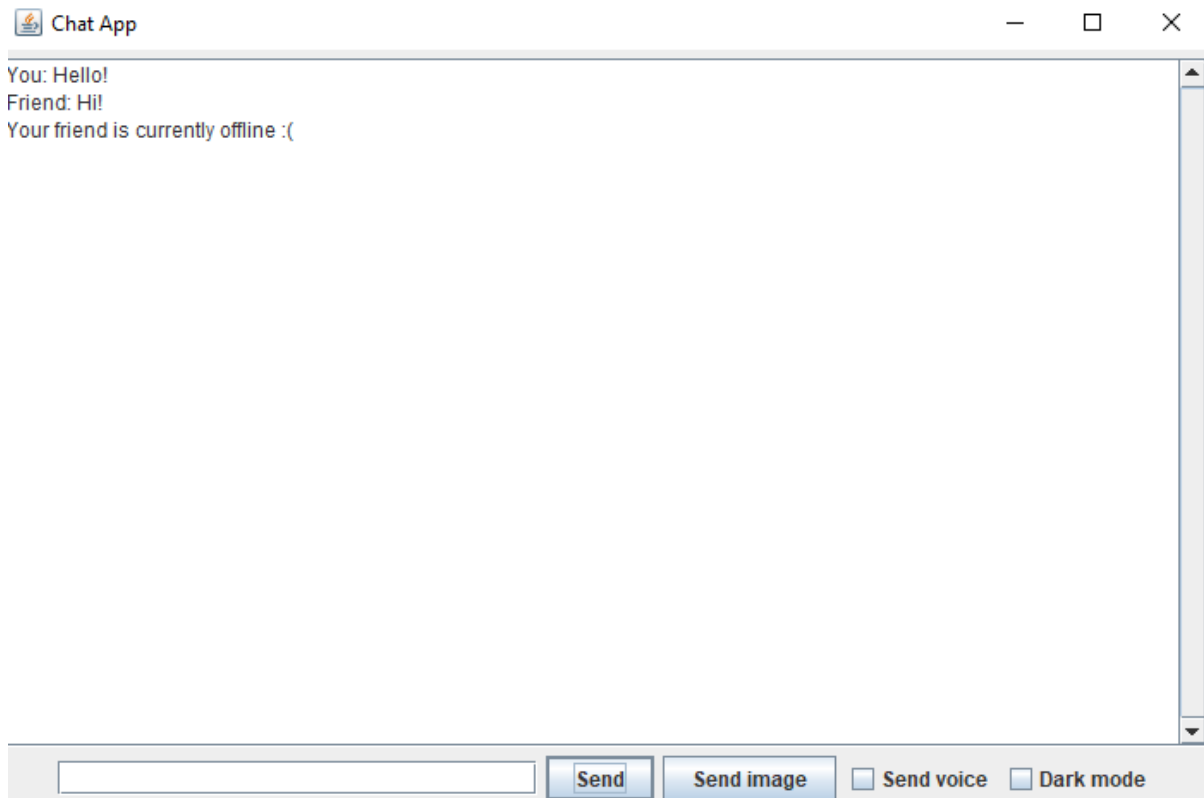 Chat App
You: Hello!
Friend: Hi!
Your friend is currently offline :(
Send Send image Send voice Dark mode